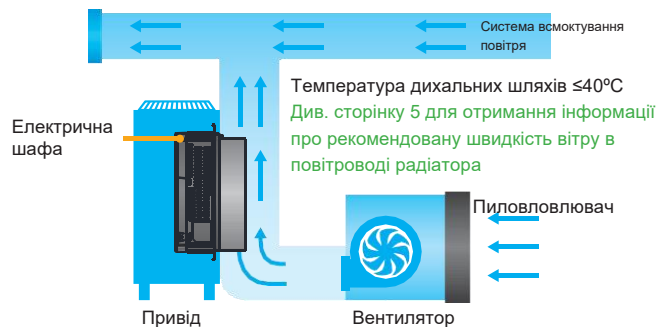 Система всмоктування
повітря
Температура дихальних шляхів ≤40ºC
Див. сторінку 5 для отримання інформації
про рекомендовану швидкість вітру в
повітроводі радіатора
Електрична
шафа
Пиловловлювач
Привід
Вентилятор